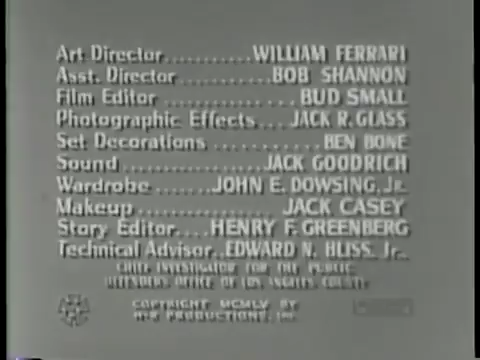 Art Director...........WILLIAM FERRARI
Asst. Director............BOB SHANNON
Film Editor ................BUD SMALL
Photographic Effects....JACK R. GLASS
Set Decorations ...........BEN BONE
Sound..................JACK GOODRICH
Wardrobe.......JOHN E. DOWSING, Jr.
Makeup.................JACK CASEY
Story Editor....HENRY F. GREENBERG
Technical Advisor..EDWARD N. BLISS, Jr..
CHIEF INVESTIGATOR FOR THE PUBLIC
DEFENDER'S OFFICE OF LOS ANGELES COUNTY
COPYRIGHT MCMLV BY
PRODUCTIONS, INC.